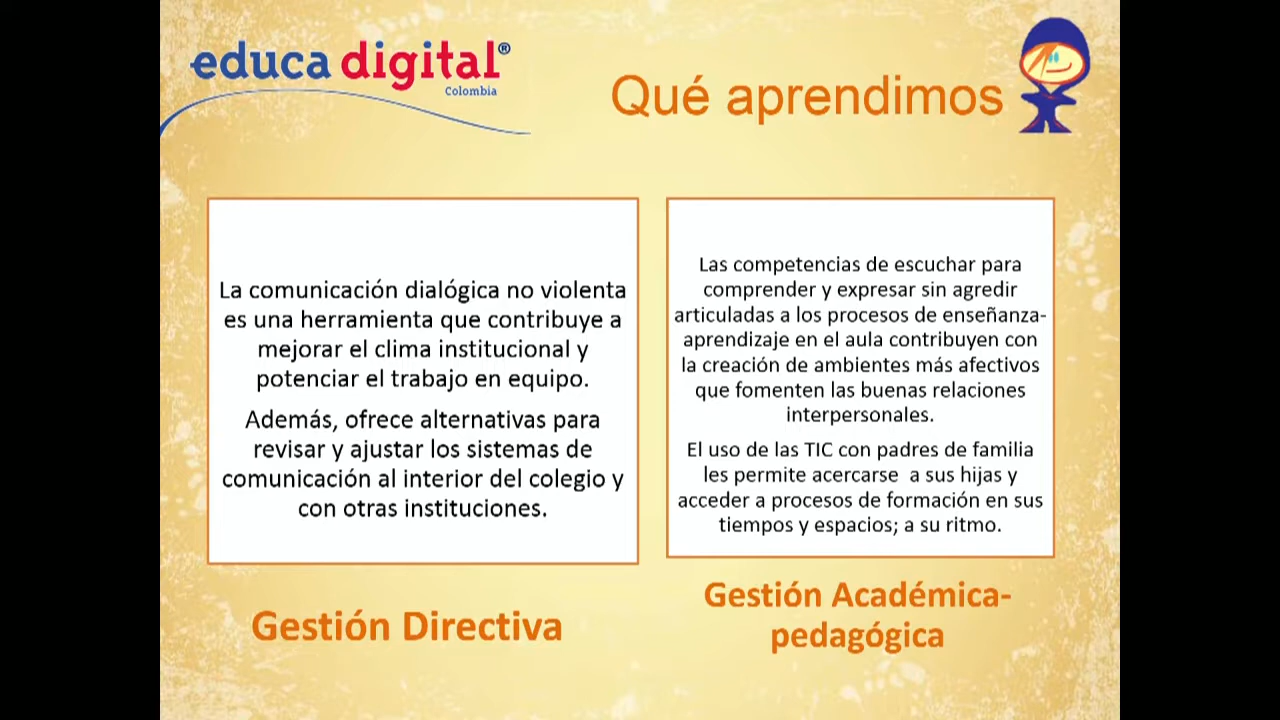 educa digital®
Colombia
Qué aprendimos
La comunicación dialógica no violenta
es una herramienta que contribuye a
mejorar el clima institucional y
potenciar el trabajo en equipo.
Además, ofrece alternativas para
revisar y ajustar los sistemas de
comunicación al interior del colegio y
con otras instituciones.
Gestión Directiva
Las competencias de escuchar para
comprender y expresar sin agredir
articuladas a los procesos de enseñanza-
aprendizaje en el aula contribuyen con
la creación de ambientes más afectivos
que fomenten las buenas relaciones
interpersonales.
El uso de las TIC con padres de familia
les permite acercarse a sus hijas y
acceder a procesos de formación en sus
tiempos y espacios; a su ritmo.
Gestión Académica-
pedagógica